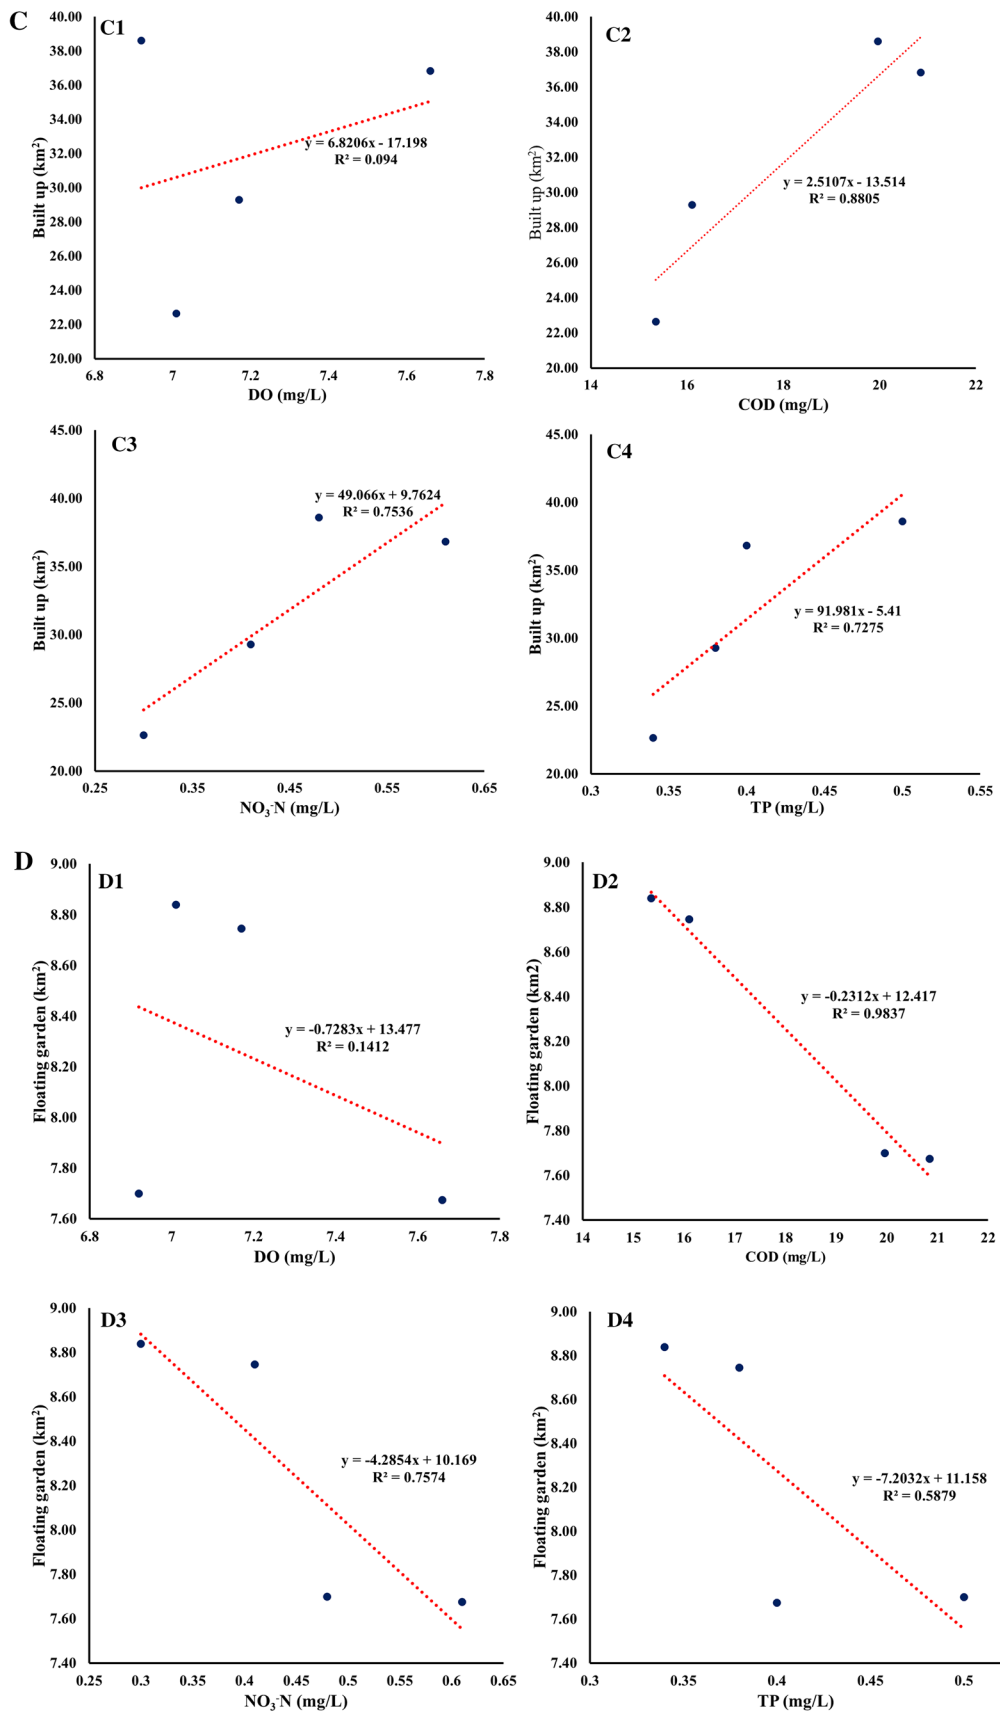 C
C1
40.00
38.00
36.00
34.00
32.00
30.00
28.00
26.00
24.00
22.00
20.00
Built up (km²)
y = 6.8206x - 17.198
R² = 0.094
6.8 7 7.2 7.4 7.6 7.8
DO (mg/L)
C2
40.00
38.00
36.00
34.00
32.00
30.00
28.00
26.00
24.00
22.00
20.00
Built up (km²)
y = 2.5107x - 13.514
R² = 0.8805
14 16 18 20 22
COD (mg/L)
C3
45.00
40.00
35.00
30.00
25.00
20.00
Built up (km²)
y = 49.066x + 9.7624
R² = 0.7536
0.25 0.35 0.45 0.55 0.65
NO₃⁻N (mg/L)
C4
45.00
40.00
35.00
30.00
25.00
20.00
Built up (km²)
y = 91.981x - 5.41
R² = 0.7275
0.3 0.35 0.4 0.45 0.5 0.55
TP (mg/L)
D
D1
9.00
8.80
8.60
8.40
8.20
8.00
7.80
7.60
Floating garden (km²)
y = -0.7283x + 13.477
R² = 0.1412
6.8 7 7.2 7.4 7.6 7.8
DO (mg/L)
D2
9.00
8.80
8.60
8.40
8.20
8.00
7.80
7.60
7.40
Floating garden (km2)
y = -0.2312x + 12.417
R² = 0.9837
14 15 16 17 18 19 20 21 22
COD (mg/L)
D3
9.00
8.80
8.60
8.40
8.20
8.00
7.80
7.60
7.40
Floating garden (km²)
y = -4.2854x + 10.169
R² = 0.7574
0.25 0.3 0.35 0.4 0.45 0.5 0.55 0.6 0.65
NO₃⁻N (mg/L)
D4
9.00
8.80
8.60
8.40
8.20
8.00
7.80
7.60
7.40
Floating garden (km²)
y = -7.2032x + 11.158
R² = 0.5879
0.3 0.35 0.4 0.45 0.5
TP (mg/L)